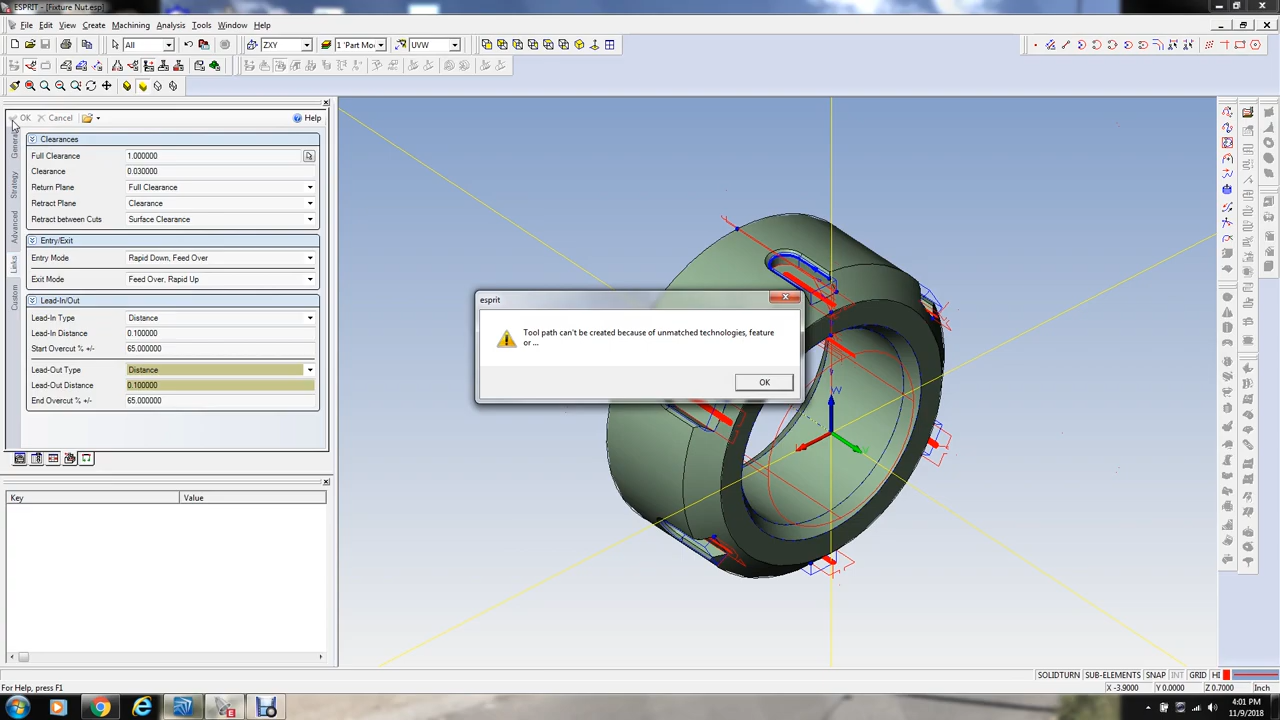 ESPRIT - [Fixture Nut.esp]
File Edit View Create Machining Analysis Tools Window Help
All
ZXY
1 'Part Mo
UVW
OK Cancel
Help
General
Strategy
Advanced
Links
Custom
Clearances
Full Clearance 1.000000
Clearance 0.030000
Return Plane Full Clearance
Retract Plane Clearance
Retract between Cuts Surface Clearance
Entry/Exit
Entry Mode Rapid Down, Feed Over
Exit Mode Feed Over, Rapid Up
Lead-In/Out
Lead-In Type Distance
Lead-In Distance 0.100000
Start Overcut % +/- 65.000000
Lead-Out Type Distance
Lead-Out Distance 0.100000
End Overcut % +/- 65.000000
Key Value
esprit
Tool path can't be created because of unmatched technologies, feature
or ...
OK
W
For Help, press F1
SOLIDTURN SUB-ELEMENTS SNAP INT GRID HI
X -3.9000 Y 0.0000 Z 0.7000 Inch
4:01 PM
11/9/2018